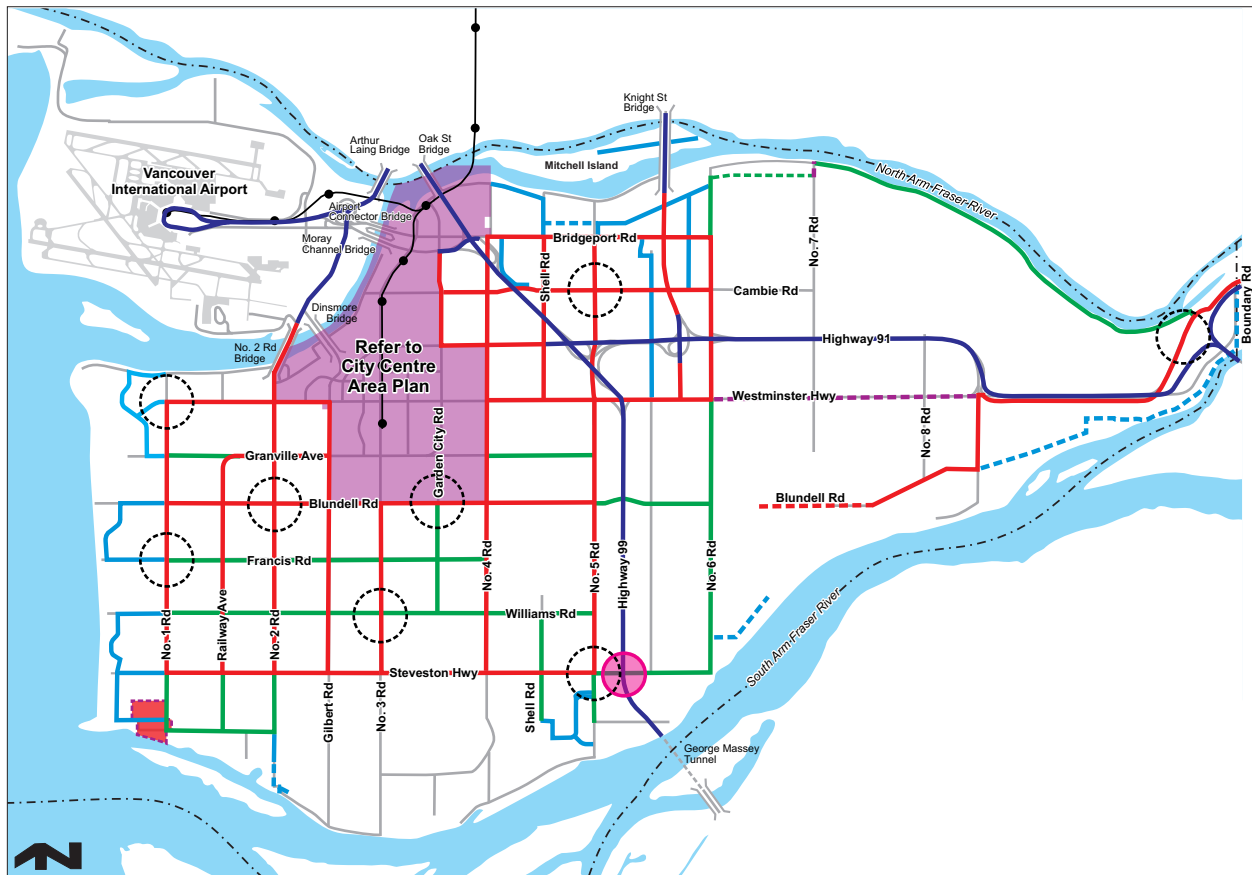 Knight St
Bridge
Arthur
Laing Bridge
Oak St
Bridge
Mitchell Island
Vancouver
International Airport
North Arm Fraser River
Airport
Connector Bridge
Moray
Channel Bridge
Bridgeport Rd
No. 7 Rd
Shell Rd
Cambie Rd
Boundary Rd
Dinsmore
Bridge
No. 2 Rd
Bridge
Refer to
City Centre
Area Plan
Highway 91
Westminster Hwy
Garden City Rd
No. 8 Rd
Granville Ave
Blundell Rd
Blundell Rd
Francis Rd
No. 4 Rd
No. 5 Rd
Highway 99
No. 6 Rd
No. 1 Rd
Railway Ave
No. 2 Rd
Williams Rd
South Arm Fraser River
Steveston Hwy
Gilbert Rd
No. 3 Rd
Shell Rd
George Massey
Tunnel
N